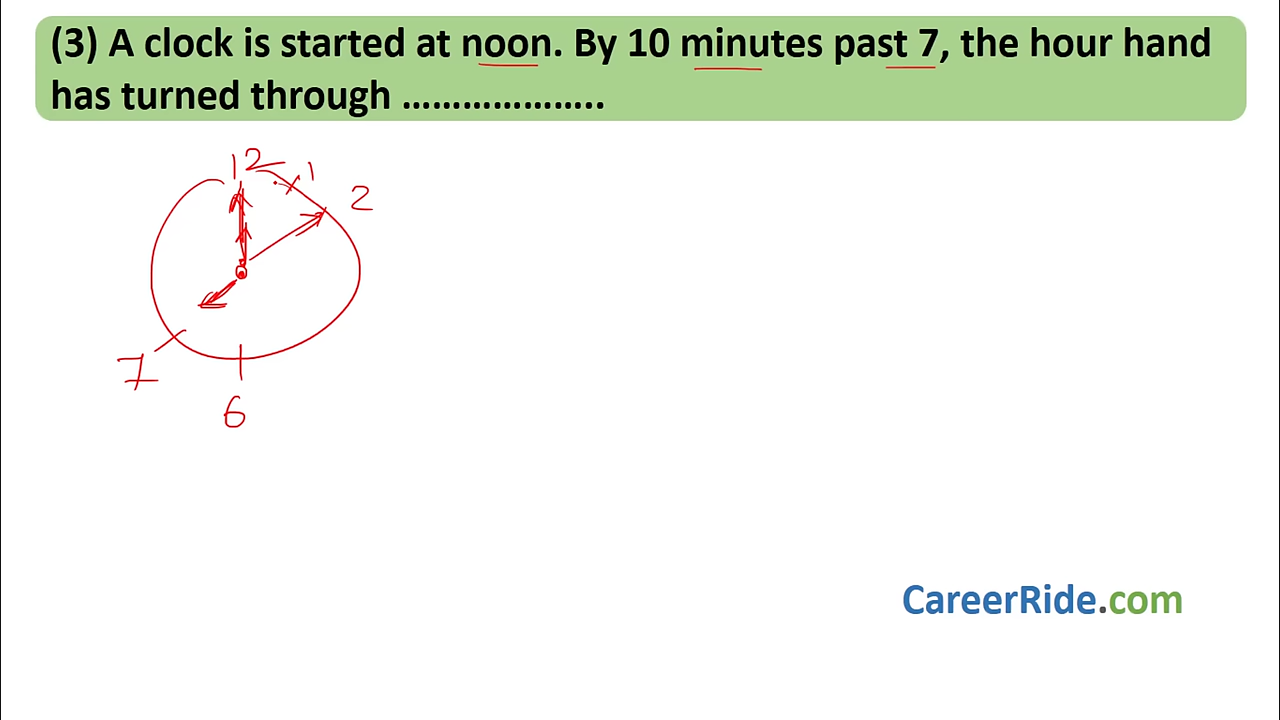 (3) A clock is started at noon. By 10 minutes past 7, the hour hand
has turned through ………………..
12
1
2
7
6
CareerRide.com